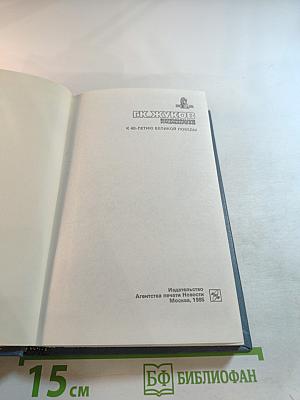 Г.К. ЖУКОВ
К 40-ЛЕТИЮ ВЕЛИКОЙ ПОБЕДЫ
Издательство
Агентства печати Новости
Москва, 1985
15 см
БФ БИБЛИОФАН